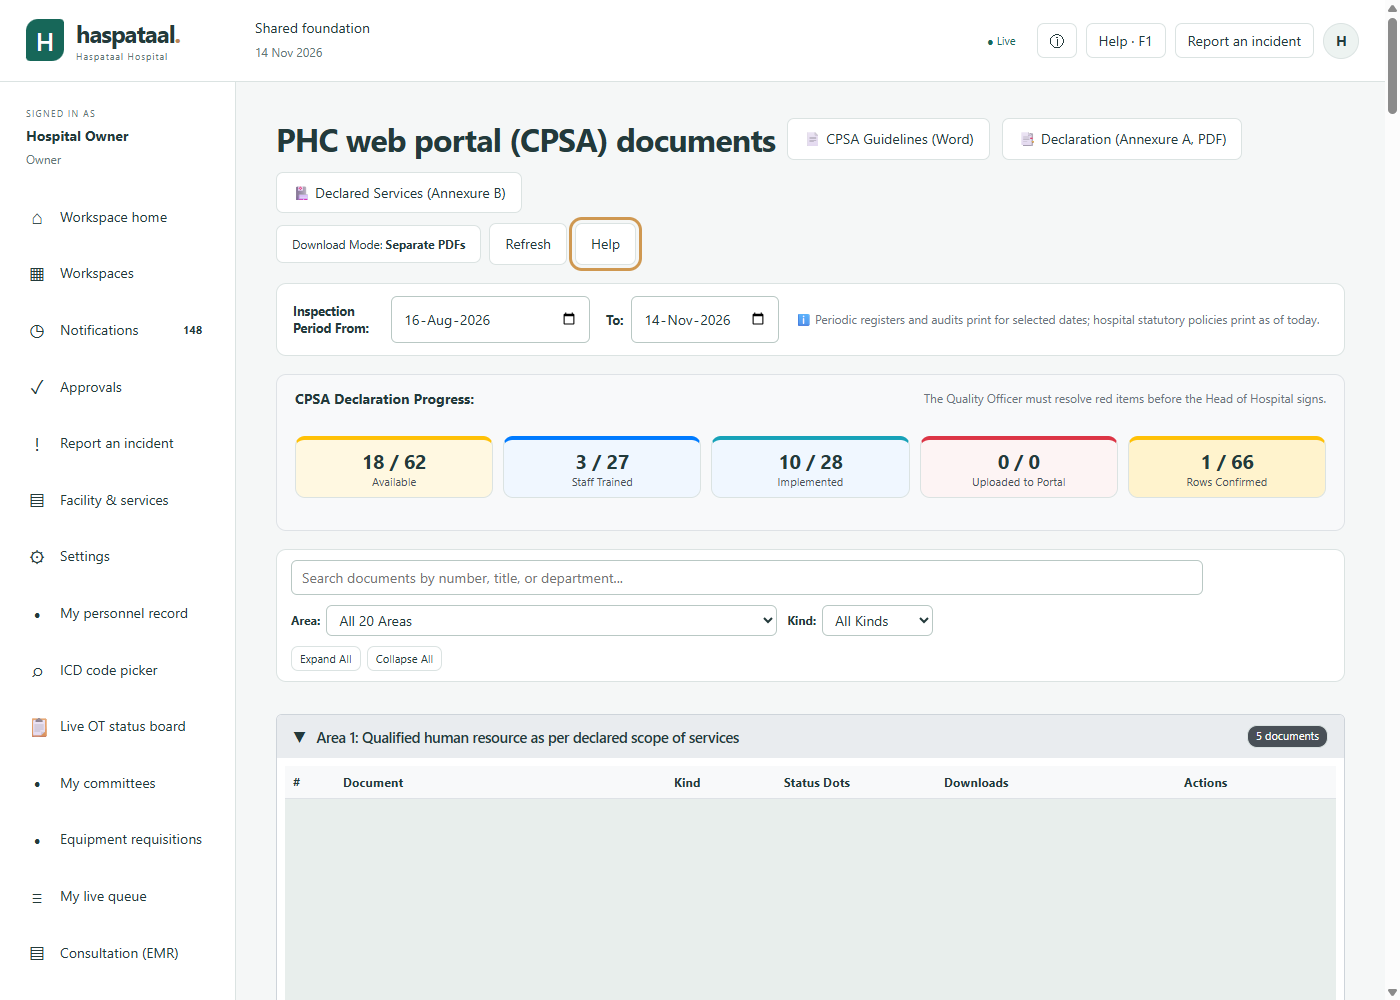 H
haspataal.
Haspataal Hospital
Shared foundation
14 Nov 2026
● Live
Help · F1
Report an incident
H
SIGNED IN AS
Hospital Owner
Owner
Workspace home
Workspaces
Notifications 148
Approvals
Report an incident
Facility & services
Settings
My personnel record
ICD code picker
Live OT status board
My committees
Equipment requisitions
My live queue
Consultation (EMR)
PHC web portal (CPSA) documents
CPSA Guidelines (Word)
Declaration (Annexure A, PDF)
Declared Services (Annexure B)
Download Mode: Separate PDFs
Refresh
Help
Inspection
Period From:
16-Aug-2026
To:
14-Nov-2026
Periodic registers and audits print for selected dates; hospital statutory policies print as of today.
CPSA Declaration Progress:
The Quality Officer must resolve red items before the Head of Hospital signs.
18 / 62
Available
3 / 27
Staff Trained
10 / 28
Implemented
0 / 0
Uploaded to Portal
1 / 66
Rows Confirmed
Search documents by number, title, or department...
Area: All 20 Areas
Kind: All Kinds
Expand All
Collapse All
▼ Area 1: Qualified human resource as per declared scope of services
5 documents
# Document Kind Status Dots Downloads Actions